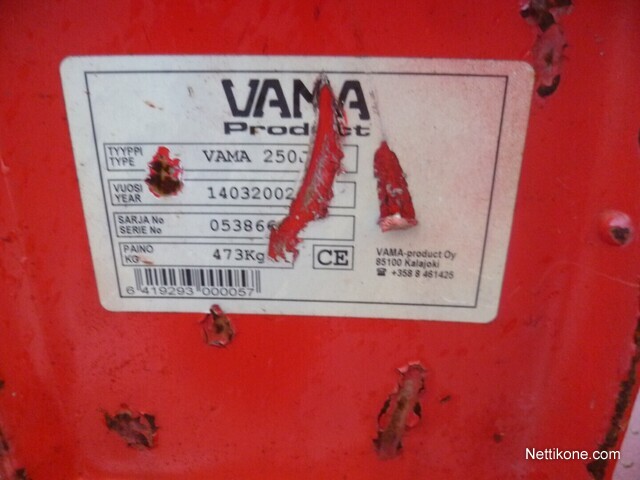 VAMA
Product
TYYPPI
TYPE
VAMA 250
VUOSI
YEAR
14032002
SARJA No
SERIE No
05386
PAINO
KG
473Kg
CE
VAMA-product Oy
85100 Kalajoki
☎ +358 8 461425
6 419293 000057
Nettikone.com